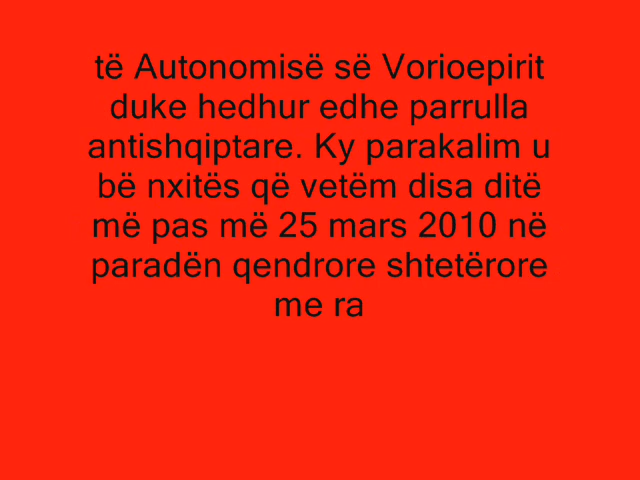 të Autonomisë së Vorioepirit
duke hedhur edhe parrulla
antishqiptare. Ky parakalim u
bë nxitës që vetëm disa ditë
më pas më 25 mars 2010 në
paradën qendrore shtetërore
me ra